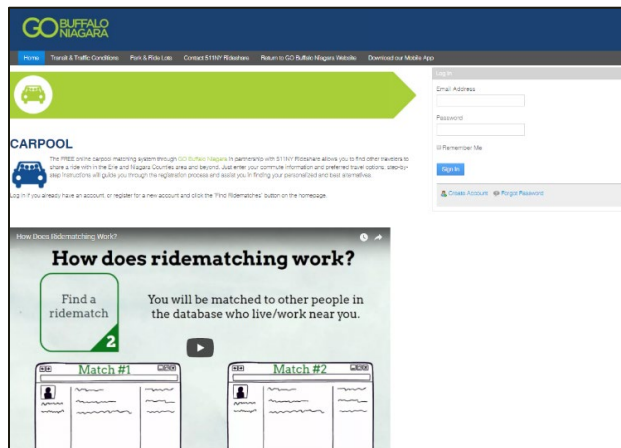 GO BUFFALO
NIAGARA
Home Transit & Traffic Conditions Park & Ride Lots Contact 511NY Rideshare Return to GO Buffalo Niagara Website Download our Mobile App
Log In
Email Address
Password
Remember Me
Sign In
Create Account Forgot Password
CARPOOL
The FREE online carpool matching system through GO Buffalo Niagara in partnership with 511NY Rideshare allows you to find other travelers to
share a ride with in the Erie and Niagara Counties area and beyond. Just enter your commute information and preferred travel options, step-by-
step instructions will guide you through the registration process and assist you in finding your personalized and best alternatives.
Log in if you already have an account, or register for a new account and click the "Find Ridematches" button on the homepage.
How Does Ridematching Work?
How does ridematching work?
Find a
ridematch
2
You will be matched to other people in
the database who live/work near you.
Match #1
Match #2